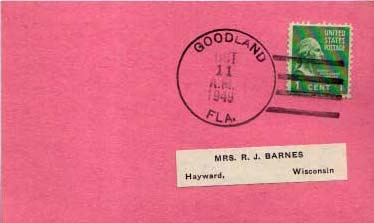 GOODLAND
OCT
11
A.M.
1949
FLA.
UNITED
STATES
POSTAGE
1 CENT 1
MRS. R. J. BARNES
Hayward, Wisconsin